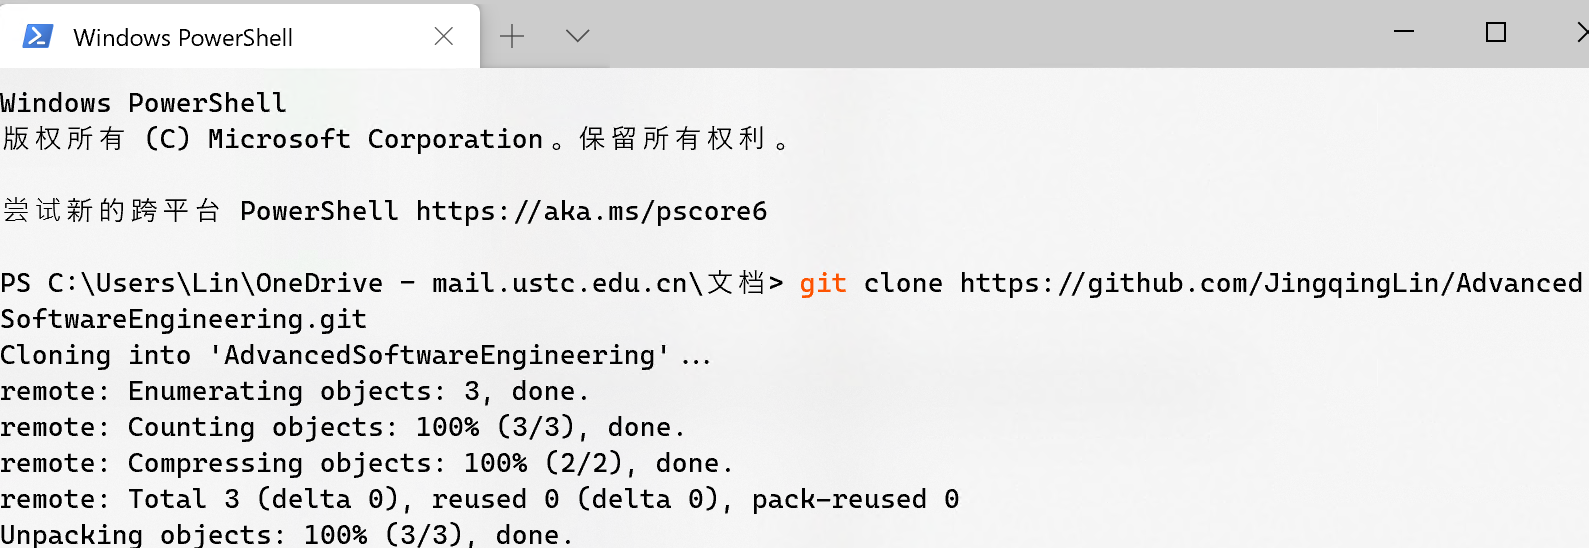 Windows PowerShell
Windows PowerShell
版权所有 (C) Microsoft Corporation。保留所有权利。
尝试新的跨平台 PowerShell https://aka.ms/pscore6
PS C:\Users\Lin\OneDrive - mail.ustc.edu.cn\文档> git clone https://github.com/JingqingLin/Advanced
SoftwareEngineering.git
Cloning into 'AdvancedSoftwareEngineering'...
remote: Enumerating objects: 3, done.
remote: Counting objects: 100% (3/3), done.
remote: Compressing objects: 100% (2/2), done.
remote: Total 3 (delta 0), reused 0 (delta 0), pack-reused 0
Unpacking objects: 100% (3/3), done.